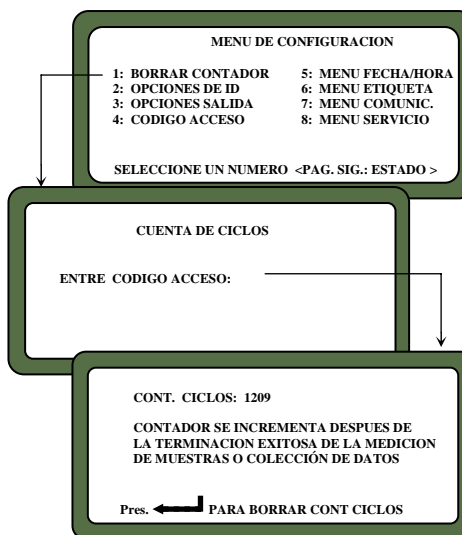 MENU DE CONFIGURACION
1: BORRAR CONTADOR 5: MENU FECHA/HORA
2: OPCIONES DE ID 6: MENU ETIQUETA
3: OPCIONES SALIDA 7: MENU COMUNIC.
4: CODIGO ACCESO 8: MENU SERVICIO
SELECCIONE UN NUMERO <PAG. SIG.: ESTADO >
CUENTA DE CICLOS
ENTRE CODIGO ACCESO:
CONT. CICLOS: 1209
CONTADOR SE INCREMENTA DESPUES DE
LA TERMINACION EXITOSA DE LA MEDICION
DE MUESTRAS O COLECCIÓN DE DATOS
Pres. PARA BORRAR CONT CICLOS